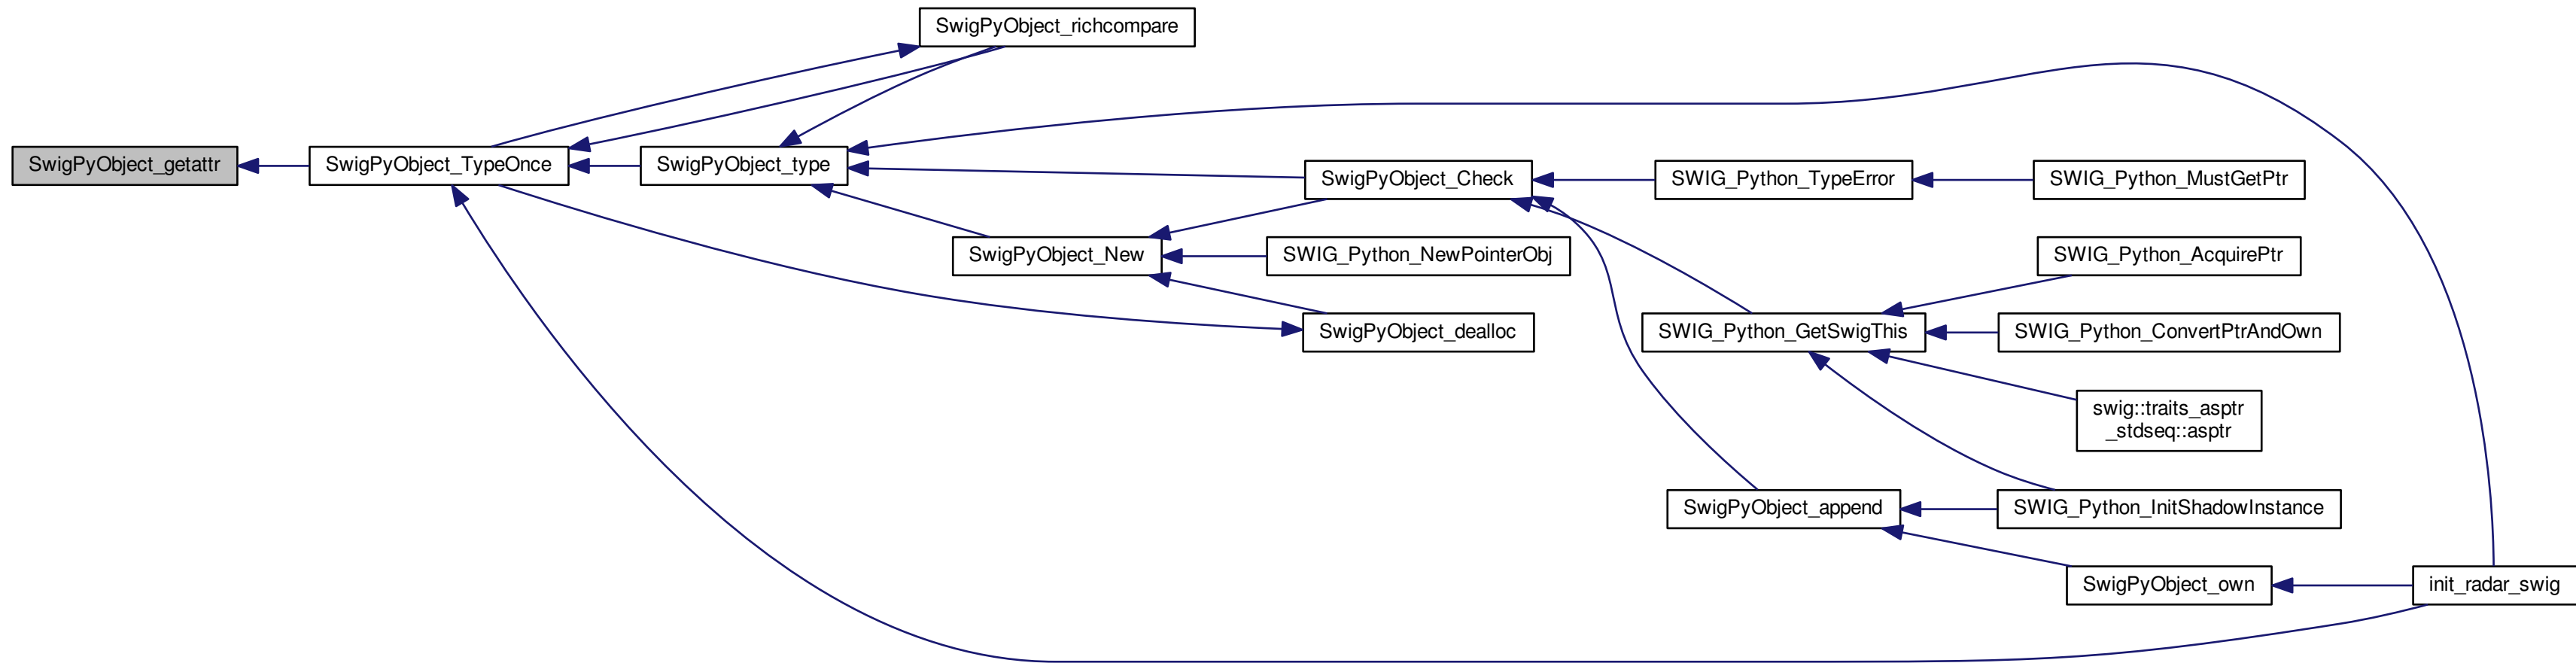 SwigPyObject_richcompare
SwigPyObject_getattr
SwigPyObject_TypeOnce
SwigPyObject_type
SwigPyObject_Check
SWIG_Python_TypeError
SWIG_Python_MustGetPtr
SwigPyObject_New
SWIG_Python_NewPointerObj
SWIG_Python_AcquirePtr
SwigPyObject_dealloc
SWIG_Python_GetSwigThis
SWIG_Python_ConvertPtrAndOwn
swig::traits_asptr
_stdseq::asptr
SwigPyObject_append
SWIG_Python_InitShadowInstance
SwigPyObject_own
init_radar_swig